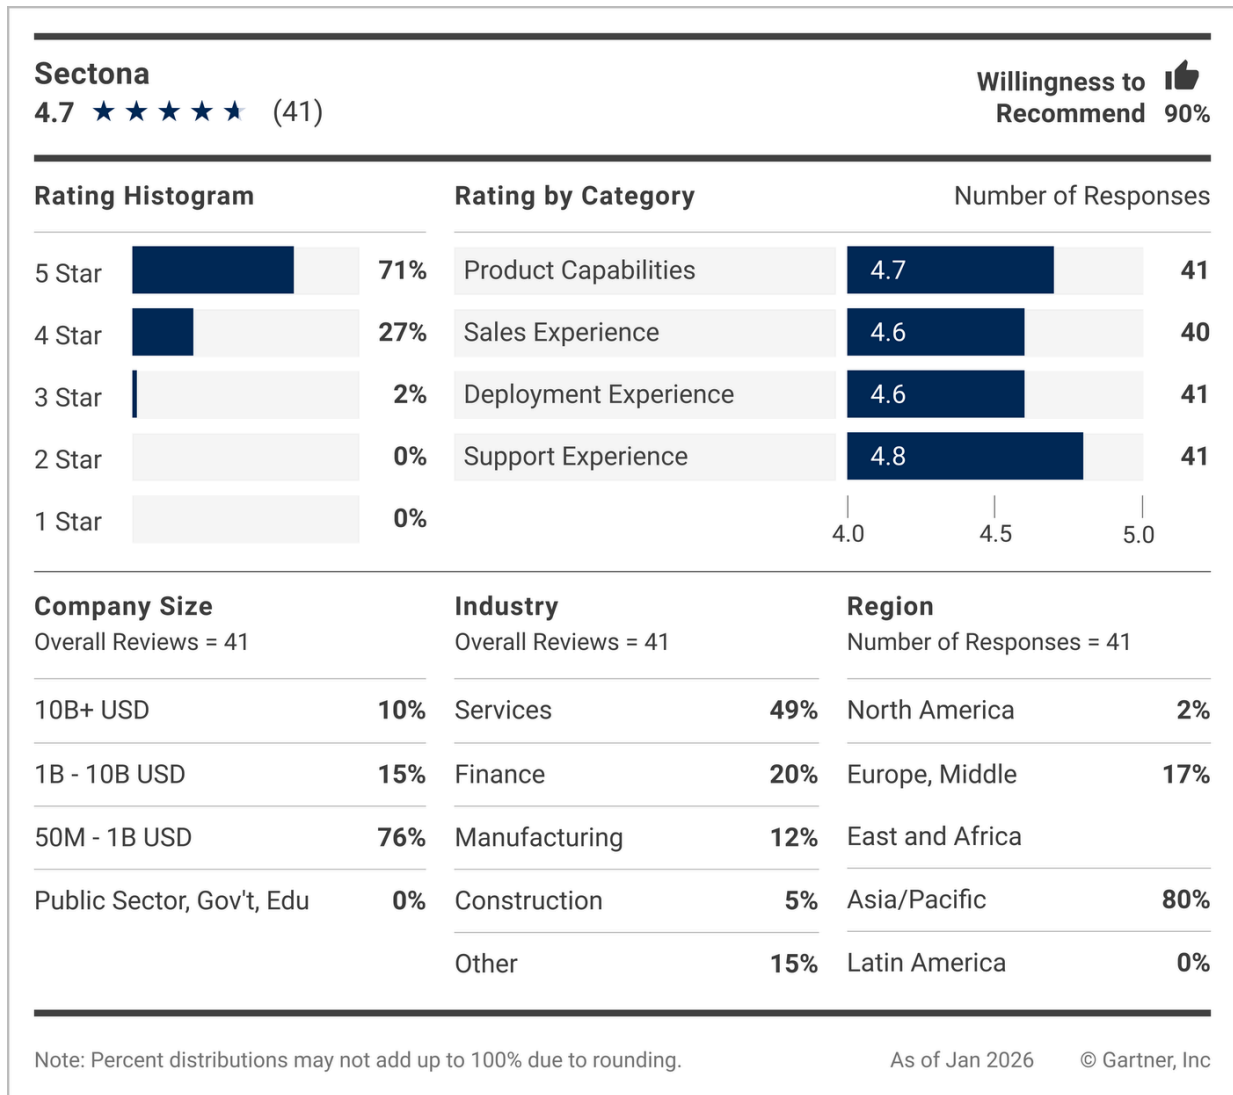 Sectona
4.7 ★★★★★ (41)
Willingness to
Recommend 90%
Rating Histogram
5 Star 71%
4 Star 27%
3 Star 2%
2 Star 0%
1 Star 0%
Rating by Category Number of Responses
Product Capabilities 4.7 41
Sales Experience 4.6 40
Deployment Experience 4.6 41
Support Experience 4.8 41
4.0 4.5 5.0
Company Size
Overall Reviews = 41
10B+ USD 10%
1B - 10B USD 15%
50M - 1B USD 76%
Public Sector, Gov't, Edu 0%
Industry
Overall Reviews = 41
Services 49%
Finance 20%
Manufacturing 12%
Construction 5%
Other 15%
Region
Number of Responses = 41
North America 2%
Europe, Middle 17%
East and Africa
Asia/Pacific 80%
Latin America 0%
Note: Percent distributions may not add up to 100% due to rounding.
As of Jan 2026 © Gartner, Inc